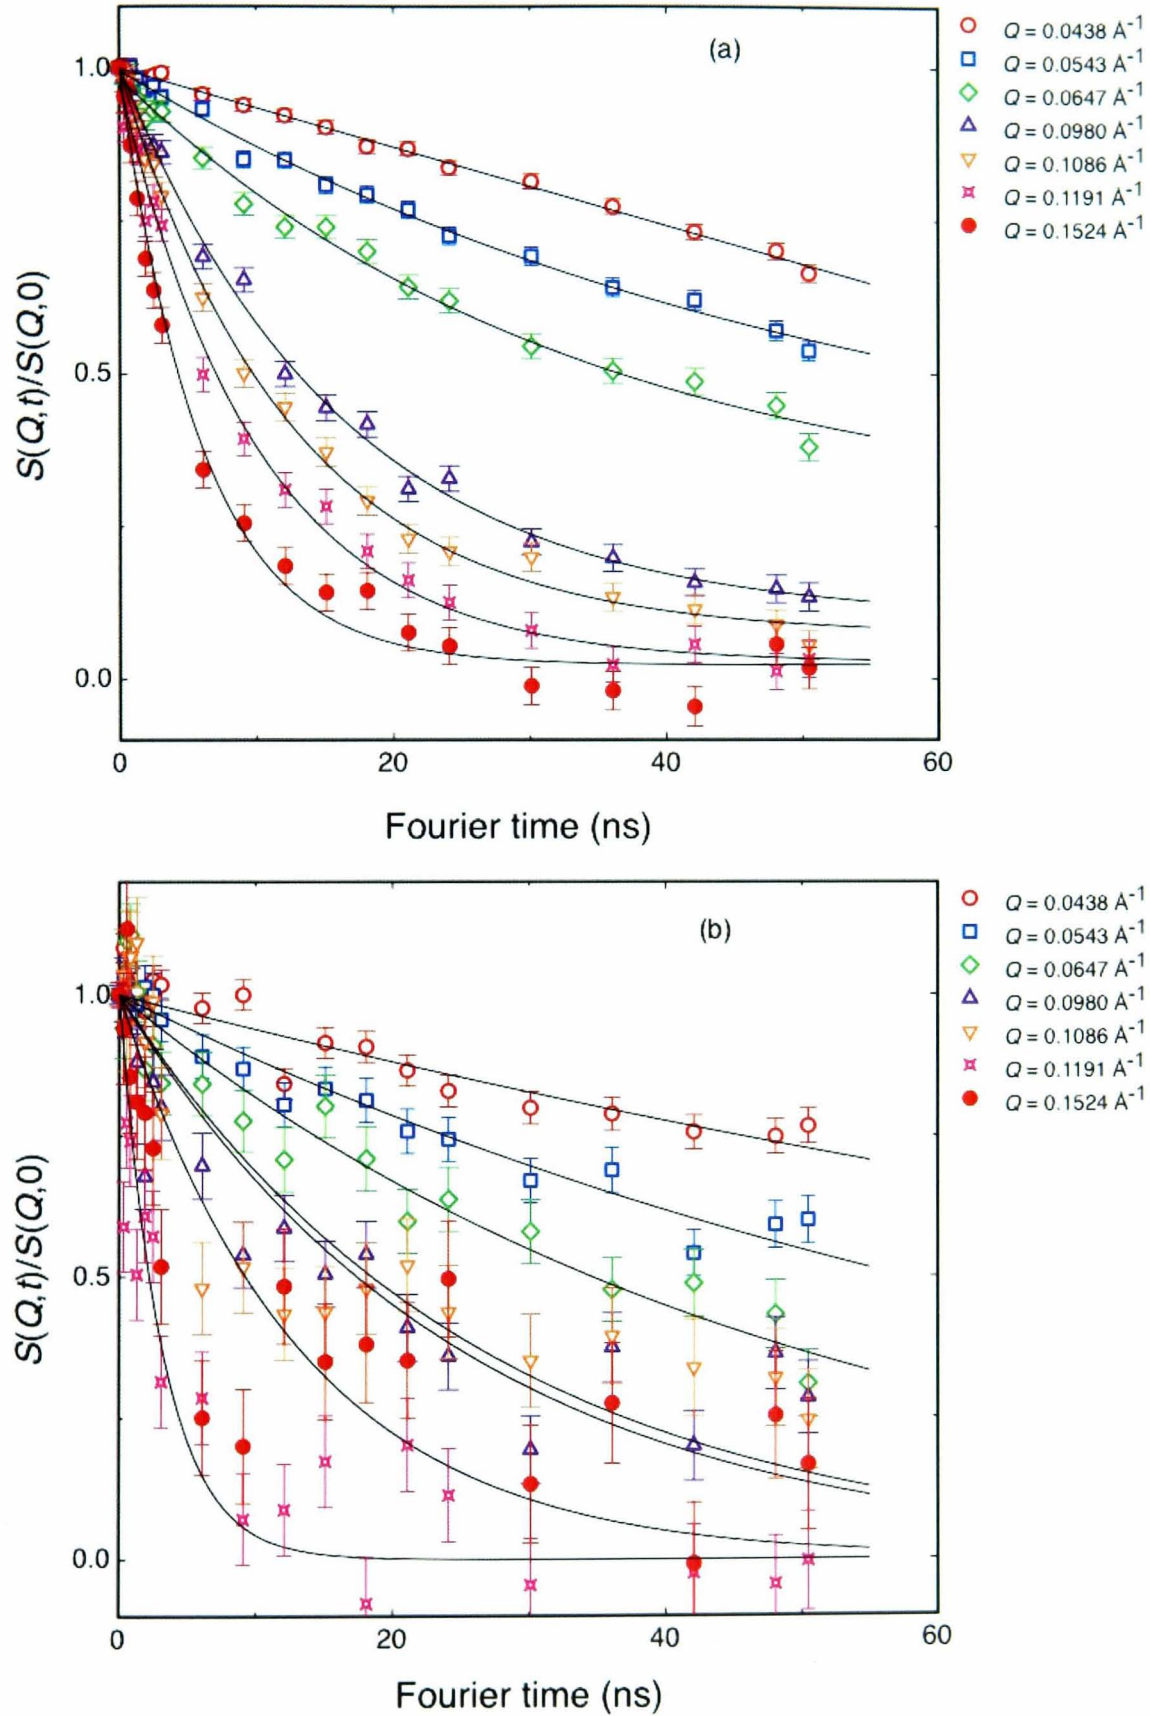 (a)
Q = 0.0438 Å-1
Q = 0.0543 Å-1
Q = 0.0647 Å-1
Q = 0.0980 Å-1
Q = 0.1086 Å-1
Q = 0.1191 Å-1
Q = 0.1524 Å-1
1.0
0.5
0.0
S(Q,t)/S(Q,0)
0 20 40 60
Fourier time (ns)
(b)
Q = 0.0438 Å-1
Q = 0.0543 Å-1
Q = 0.0647 Å-1
Q = 0.0980 Å-1
Q = 0.1086 Å-1
Q = 0.1191 Å-1
Q = 0.1524 Å-1
1.0
0.5
0.0
S(Q,t)/S(Q,0)
0 20 40 60
Fourier time (ns)